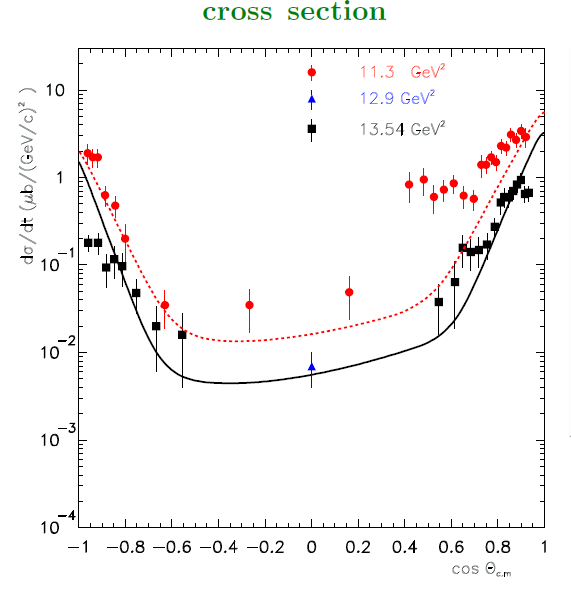 cross section
dσ/dt (μb/(GeV/c)² )
11.3 GeV²
12.9 GeV²
13.54 GeV²
10
1
10⁻¹
10⁻²
10⁻³
10⁻⁴
−1 −0.8 −0.6 −0.4 −0.2 0 0.2 0.4 0.6 0.8 1
cos Θc.m